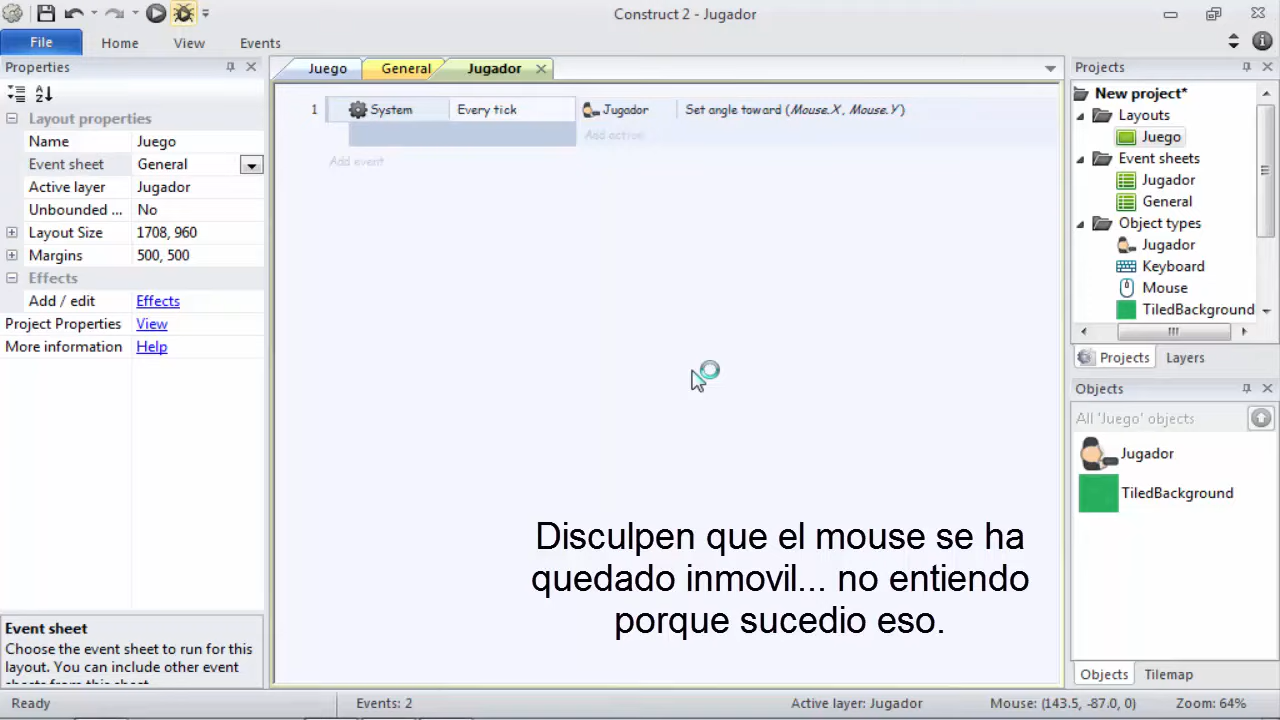 Construct 2 - Jugador
File
Home
View
Events
Properties
Layout properties
Name
Juego
Event sheet
General
Active layer
Jugador
Unbounded ...
No
Layout Size
1708, 960
Margins
500, 500
Effects
Add / edit
Effects
Project Properties
View
More information
Help
Event sheet
Choose the event sheet to run for this
layout. You can include other event
sheets from this sheet.
Juego
General
Jugador
1
System
Every tick
Jugador
Set angle toward (Mouse.X, Mouse.Y)
Add action
Add event
Disculpen que el mouse se ha
quedado inmovil... no entiendo
porque sucedio eso.
Projects
New project*
Layouts
Juego
Event sheets
Jugador
General
Object types
Jugador
Keyboard
Mouse
TiledBackground
Projects
Layers
Objects
All 'Juego' objects
Jugador
TiledBackground
Objects
Tilemap
Ready
Events: 2
Active layer: Jugador
Mouse: (143.5, -87.0, 0)
Zoom: 64%